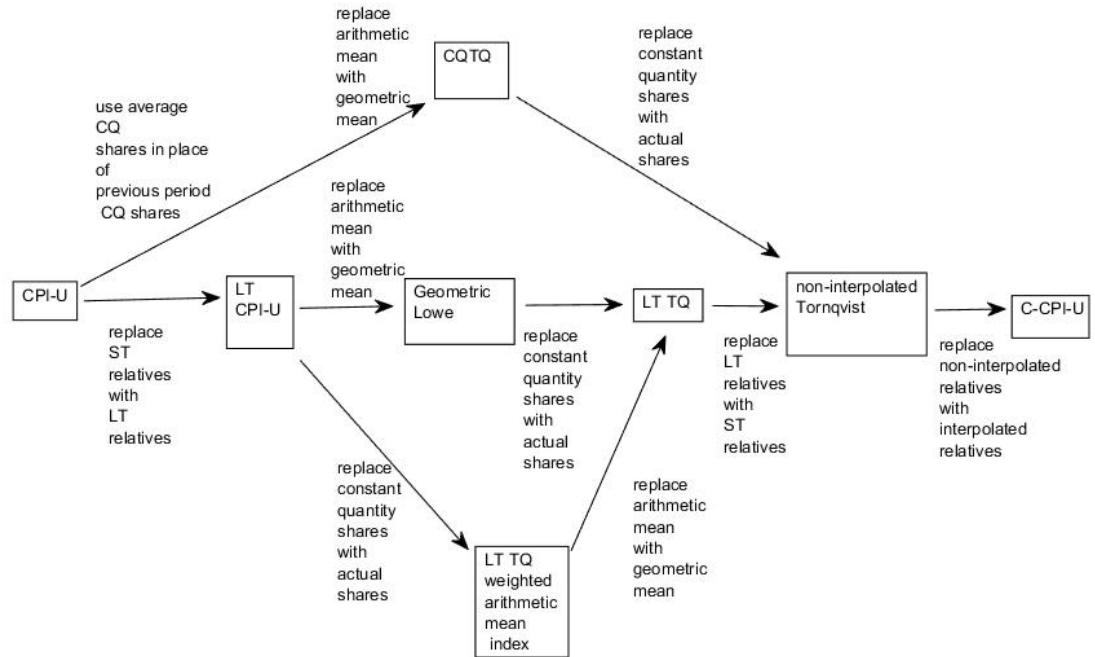 replace
arithmetic
mean
with
geometric
mean
CQTQ
replace
constant
quantity
shares
with
actual
shares
use average
CQ
shares in place
of
previous period
CQ shares
replace
arithmetic
mean
with
geometric
mean
CPI-U
LT
CPI-U
Geometric
Lowe
LT TQ
non-interpolated
Tornqvist
C-CPI-U
replace
ST
relatives
with
LT
relatives
replace
constant
quantity
shares
with
actual
shares
replace
LT
relatives
with
ST
relatives
replace
non-interpolated
relatives
with
interpolated
relatives
replace
constant
quantity
shares
with
actual
shares
LT TQ
weighted
arithmetic
mean
index
replace
arithmetic
mean
with
geometric
mean